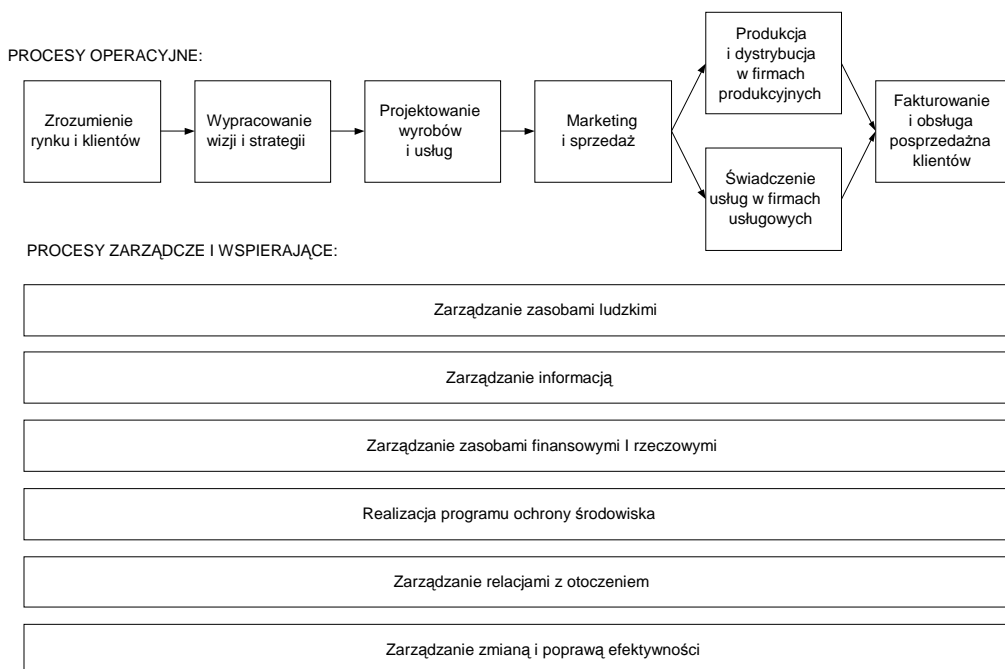 PROCESY OPERACYJNE:
Zrozumienie
rynku i klientów
Wypracowanie
wizji i strategii
Projektowanie
wyrobów
i usług
Marketing
i sprzedaż
Produkcja
i dystrybucja
w firmach
produkcyjnych
Świadczenie
usług w firmach
usługowych
Fakturowanie
i obsługa
posprzedażna
klientów
PROCESY ZARZĄDCZE I WSPIERAJĄCE:
Zarządzanie zasobami ludzkimi
Zarządzanie informacją
Zarządzanie zasobami finansowymi I rzeczowymi
Realizacja programu ochrony środowiska
Zarządzanie relacjami z otoczeniem
Zarządzanie zmianą i poprawą efektywności